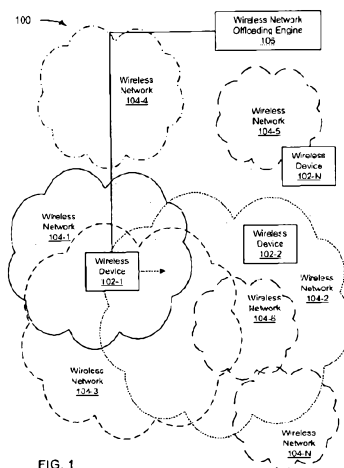 100
Wireless Network
Offloading Engine
106
Wireless
Network
104-4
Wireless
Network
104-5
Wireless
Device
102-N
Wireless
Network
104-1
Wireless
Device
102-1
Wireless
Device
102-2
Wireless
Network
104-2
Wireless
Network
104-6
Wireless
Network
104-3
Wireless
Network
104-N
FIG. 1